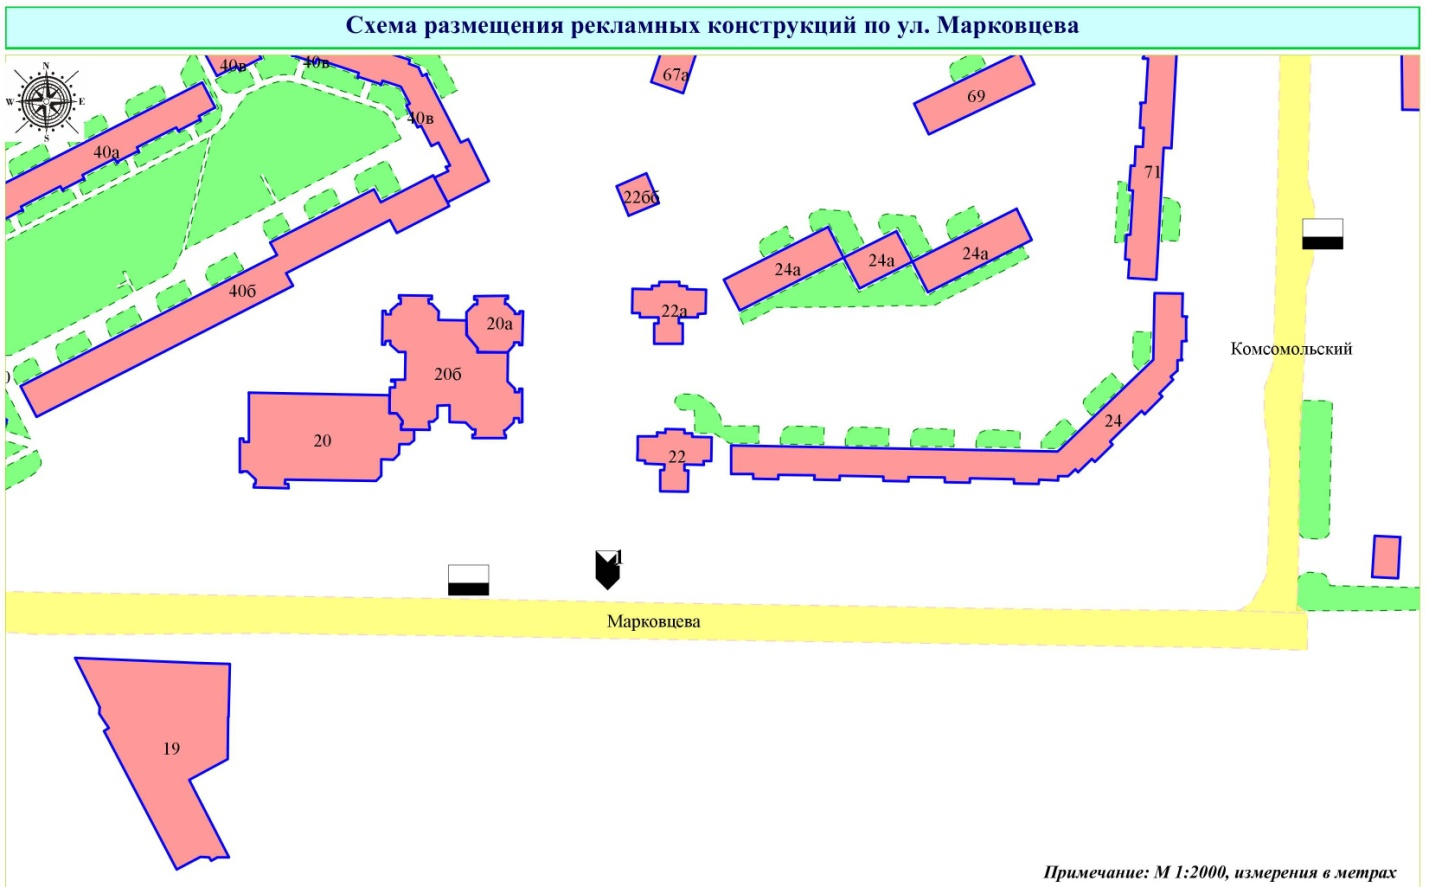 Схема размещения рекламных конструкций по ул. Марковцева
N
W
E
S
40в
40в
67а
69
40в
40а
71
22бб
24а
24а
24а
40б
22а
20а
Комсомольский
20б
24
20
22
1
Марковцева
19
Примечание: М 1:2000, измерения в метрах